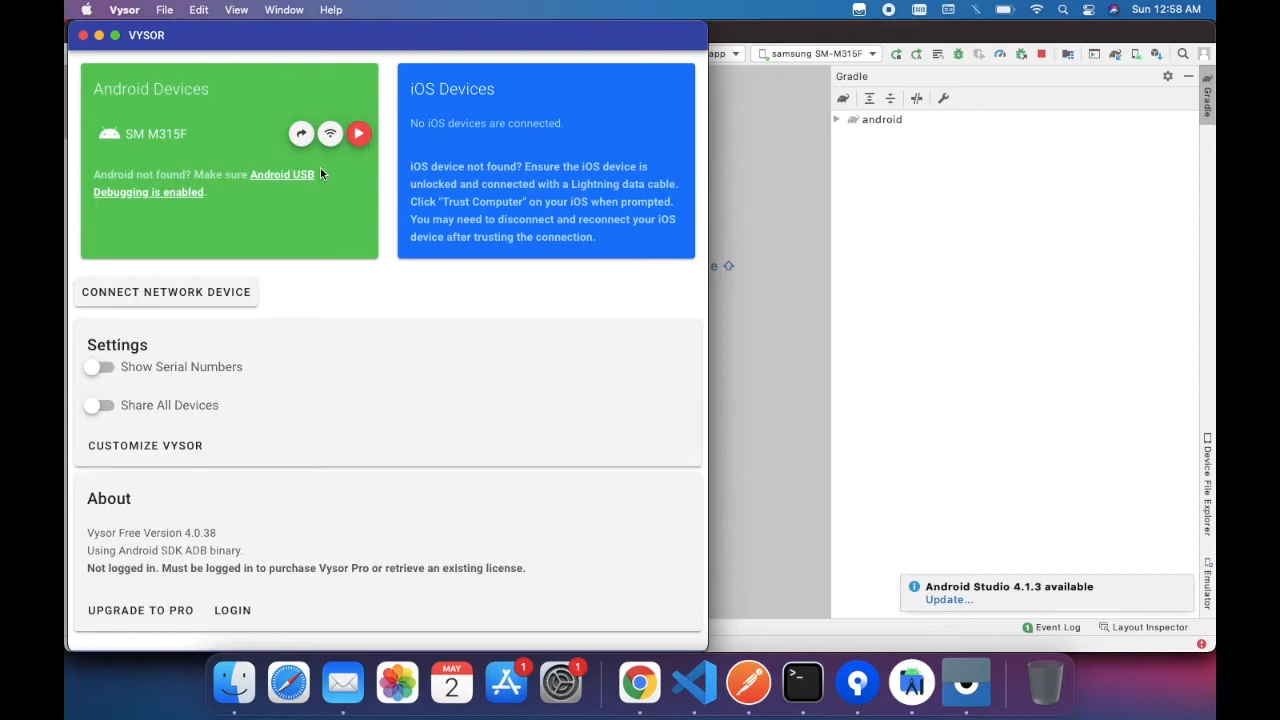 Vysor File Edit View Window Help
Sun 12:58 AM
VYSOR
Android Devices
SM M315F
Android not found? Make sure Android USB
Debugging is enabled.
iOS Devices
No iOS devices are connected.
iOS device not found? Ensure the iOS device is
unlocked and connected with a Lightning data cable.
Click "Trust Computer" on your iOS when prompted.
You may need to disconnect and reconnect your iOS
device after trusting the connection.
CONNECT NETWORK DEVICE
Settings
Show Serial Numbers
Share All Devices
CUSTOMIZE VYSOR
About
Vysor Free Version 4.0.38
Using Android SDK ADB binary.
Not logged in. Must be logged in to purchase Vysor Pro or retrieve an existing license.
UPGRADE TO PRO LOGIN
app
samsung SM-M315F
Gradle
android
e
Gradle
Device File Explorer
Emulator
Android Studio 4.1.3 available
Update...
1 Event Log
Layout Inspector
MAY
2
1
1